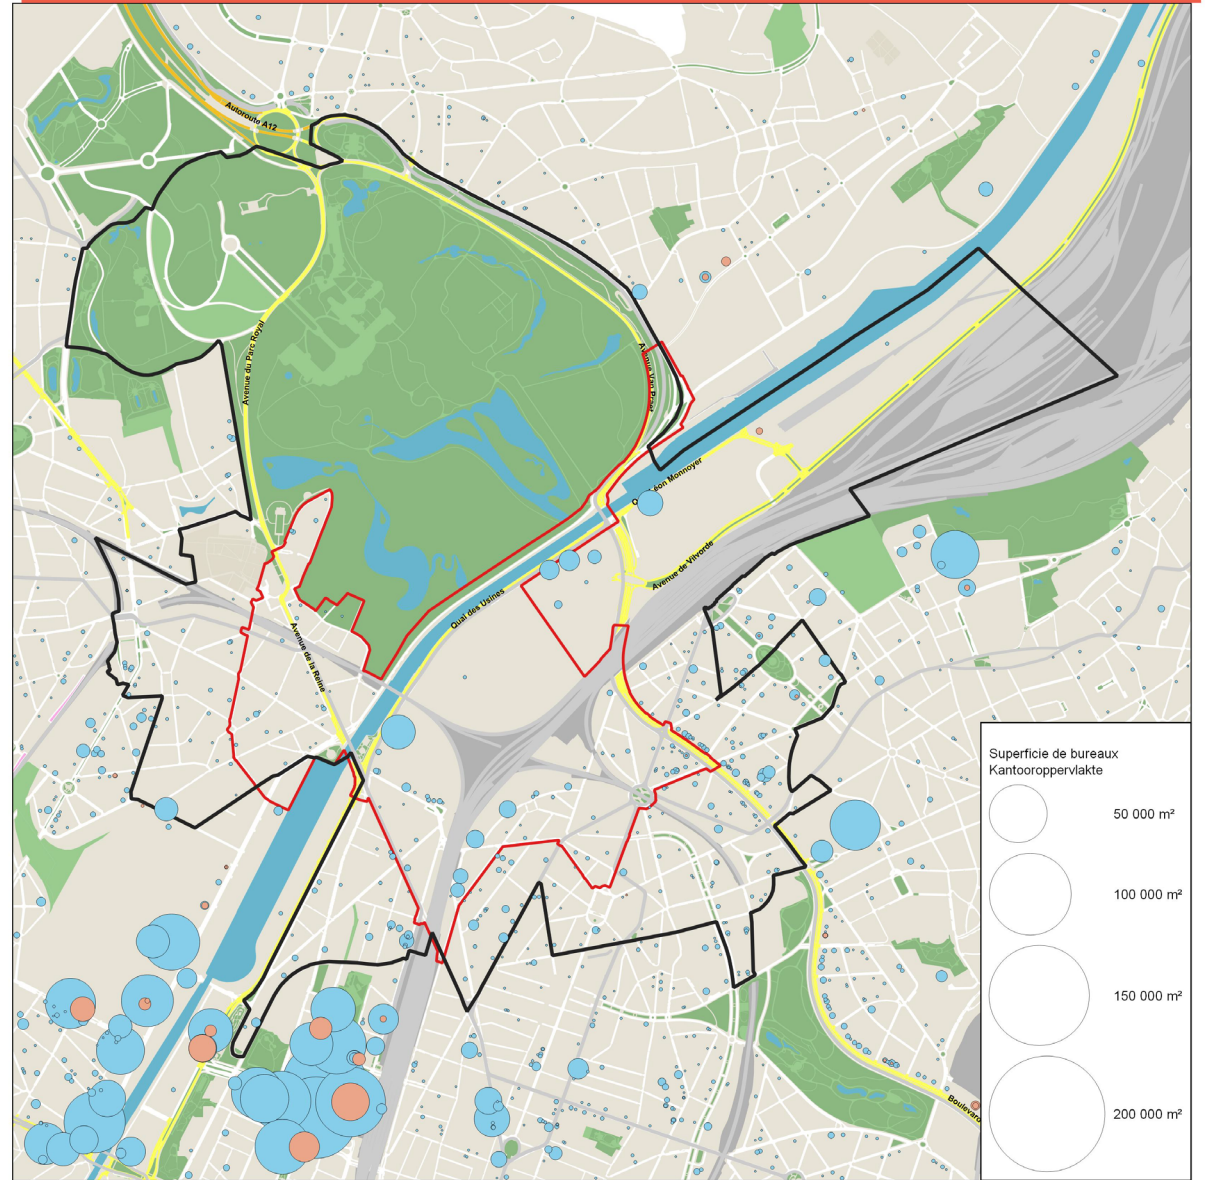 Autoroute A12
Avenue du Parc Royal
Avenue Van Praet
Léon Monnoyer
Avenue de Vilvorde
Quai des Usines
Avenue de la Reine
Boulevard
Superficie de bureaux
Kantooroppervlakte
50 000 m²
100 000 m²
150 000 m²
200 000 m²